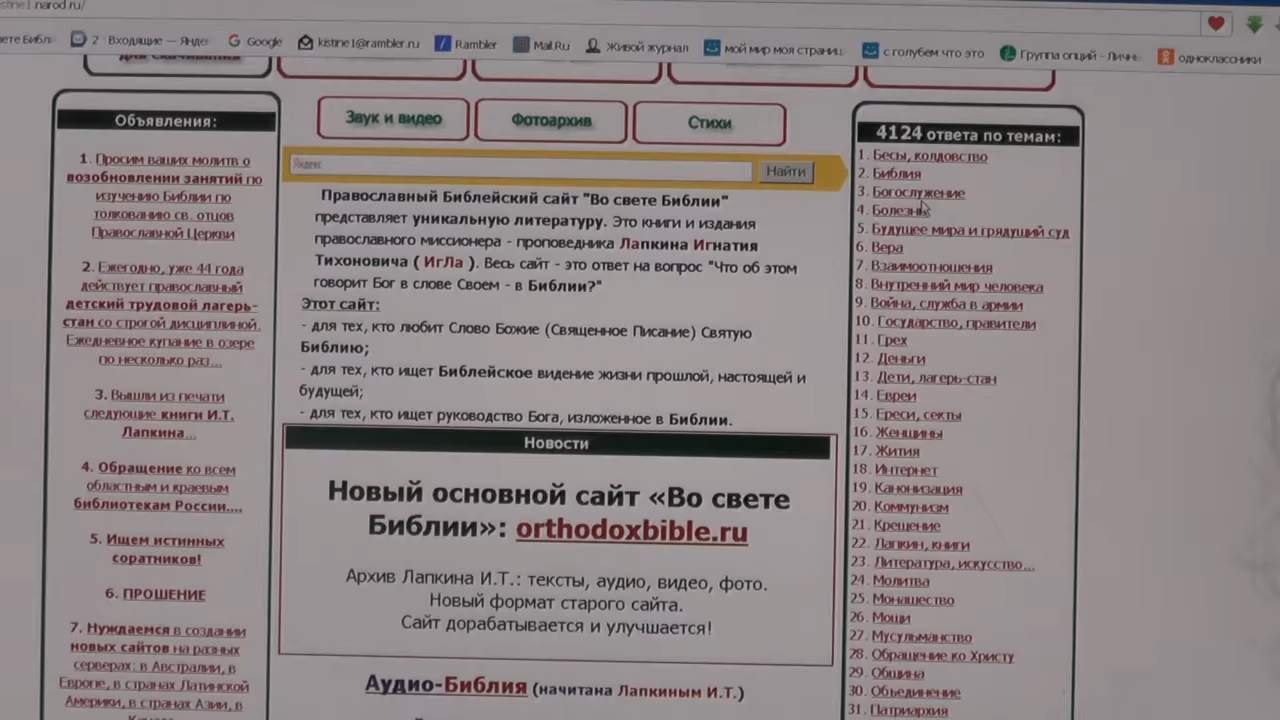 stine1.narod.ru/
ете Библ
2 · Входящие — Янде
Google
kistine1@rambler.ru
Rambler
Mail.Ru
Живой журнал
мой мир моя страниц
с голубем что это
Группа опций - Личн
одноклассники
для скачивания
Звук и видео
Фотоархив
Стихи
Яндекс
Найти
Объявления:
1. Просим ваших молитв о
возобновлении занятий по
изучению Библии по
толкованию св. отцов
Православной Церкви
2. Ежегодно, уже 44 года
действует православный
детский трудовой лагерь-
стан со строгой дисциплиной.
Ежедневное купание в озере
по несколько раз...
3. Вышли из печати
следующие книги И.Т.
Лапкина...
4. Обращение ко всем
областным и краевым
библиотекам России....
5. Ищем истинных
соратников!
6. ПРОШЕНИЕ
7. Нуждаемся в создании
новых сайтов на разных
серверах: в Австралии, в
Европе, в странах Латинской
Америки, в странах Азии, в
Православный Библейский сайт "Во свете Библии"
представляет уникальную литературу. Это книги и издания
православного миссионера - проповедника Лапкина Игнатия
Тихоновича ( ИгЛа ). Весь сайт - это ответ на вопрос "Что об этом
говорит Бог в слове Своем - в Библии?"
Этот сайт:
- для тех, кто любит Слово Божие (Священное Писание) Святую
Библию;
- для тех, кто ищет Библейское видение жизни прошлой, настоящей и
будущей;
- для тех, кто ищет руководство Бога, изложенное в Библии.
Новости
Новый основной сайт «Во свете
Библии»: orthodoxbible.ru
Архив Лапкина И.Т.: тексты, аудио, видео, фото.
Новый формат старого сайта.
Сайт дорабатывается и улучшается!
Аудио-Библия (начитана Лапкиным И.Т.)
4124 ответа по темам:
1. Бесы, колдовство
2. Библия
3. Богослужение
4. Болезни
5. Будущее мира и грядущий суд
6. Вера
7. Взаимоотношения
8. Внутренний мир человека
9. Война, служба в армии
10. Государство, правители
11. Грех
12. Деньги
13. Дети, лагерь-стан
14. Евреи
15. Ереси, секты
16. Женщины
17. Жития
18. Интернет
19. Канонизация
20. Коммунизм
21. Крещение
22. Лапкин, книги
23. Литература, искусство...
24. Молитва
25. Монашество
26. Мощи
27. Мусульманство
28. Обращение ко Христу
29. Община
30. Объединение
31. Патриархия